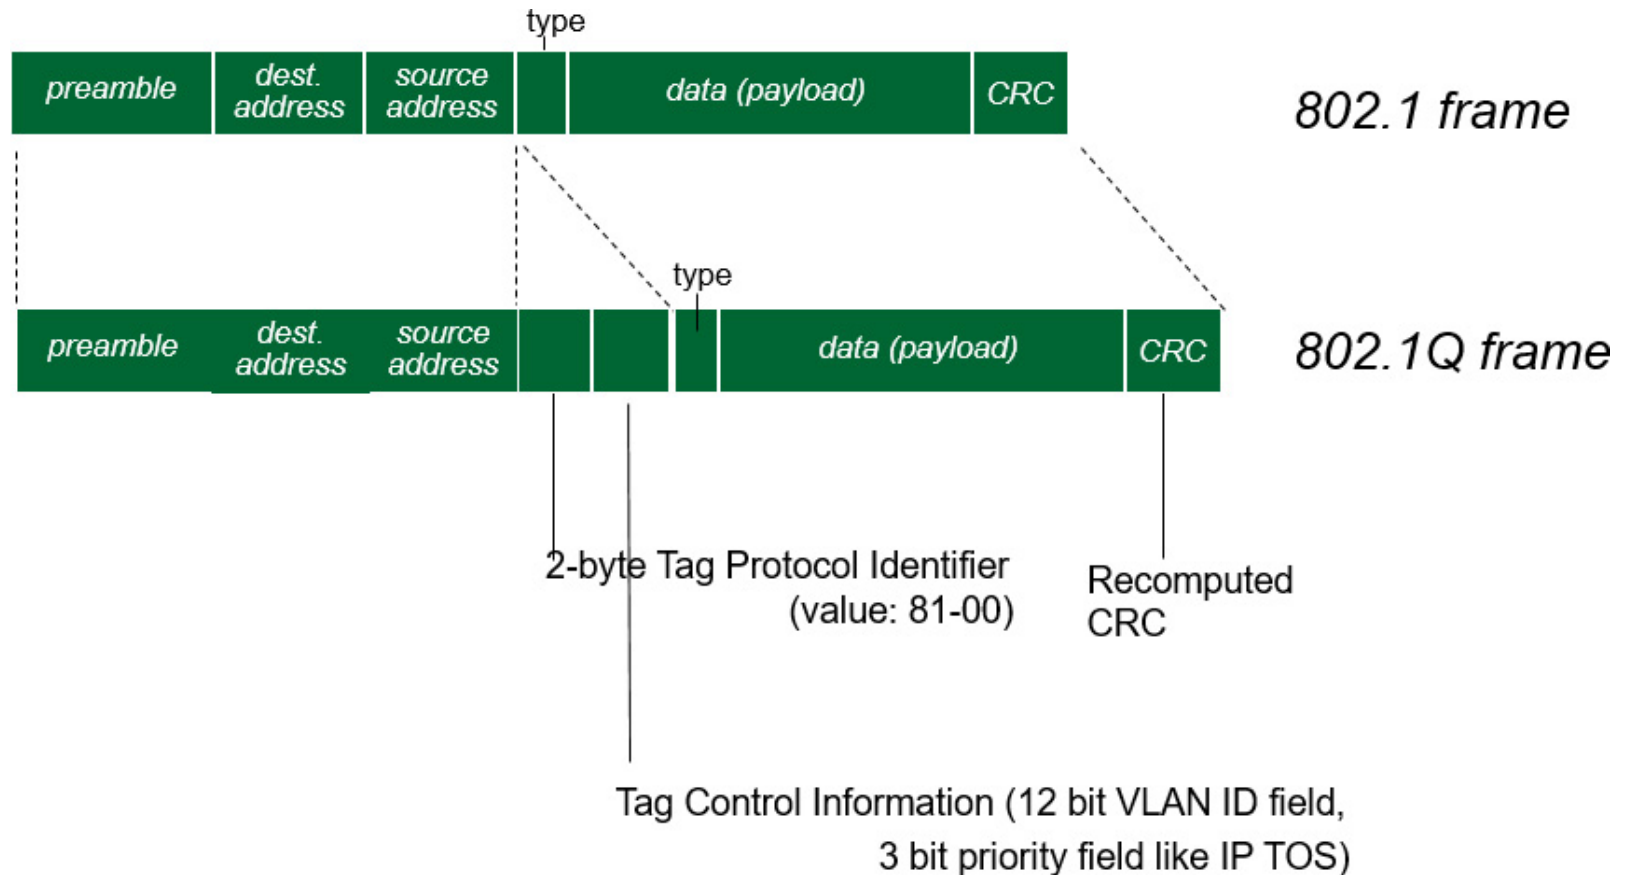 type
preamble
dest.
address
source
address
data (payload)
CRC
802.1 frame
type
preamble
dest.
address
source
address
data (payload)
CRC
802.1Q frame
2-byte Tag Protocol Identifier
(value: 81-00)
Recomputed
CRC
Tag Control Information (12 bit VLAN ID field,
3 bit priority field like IP TOS)